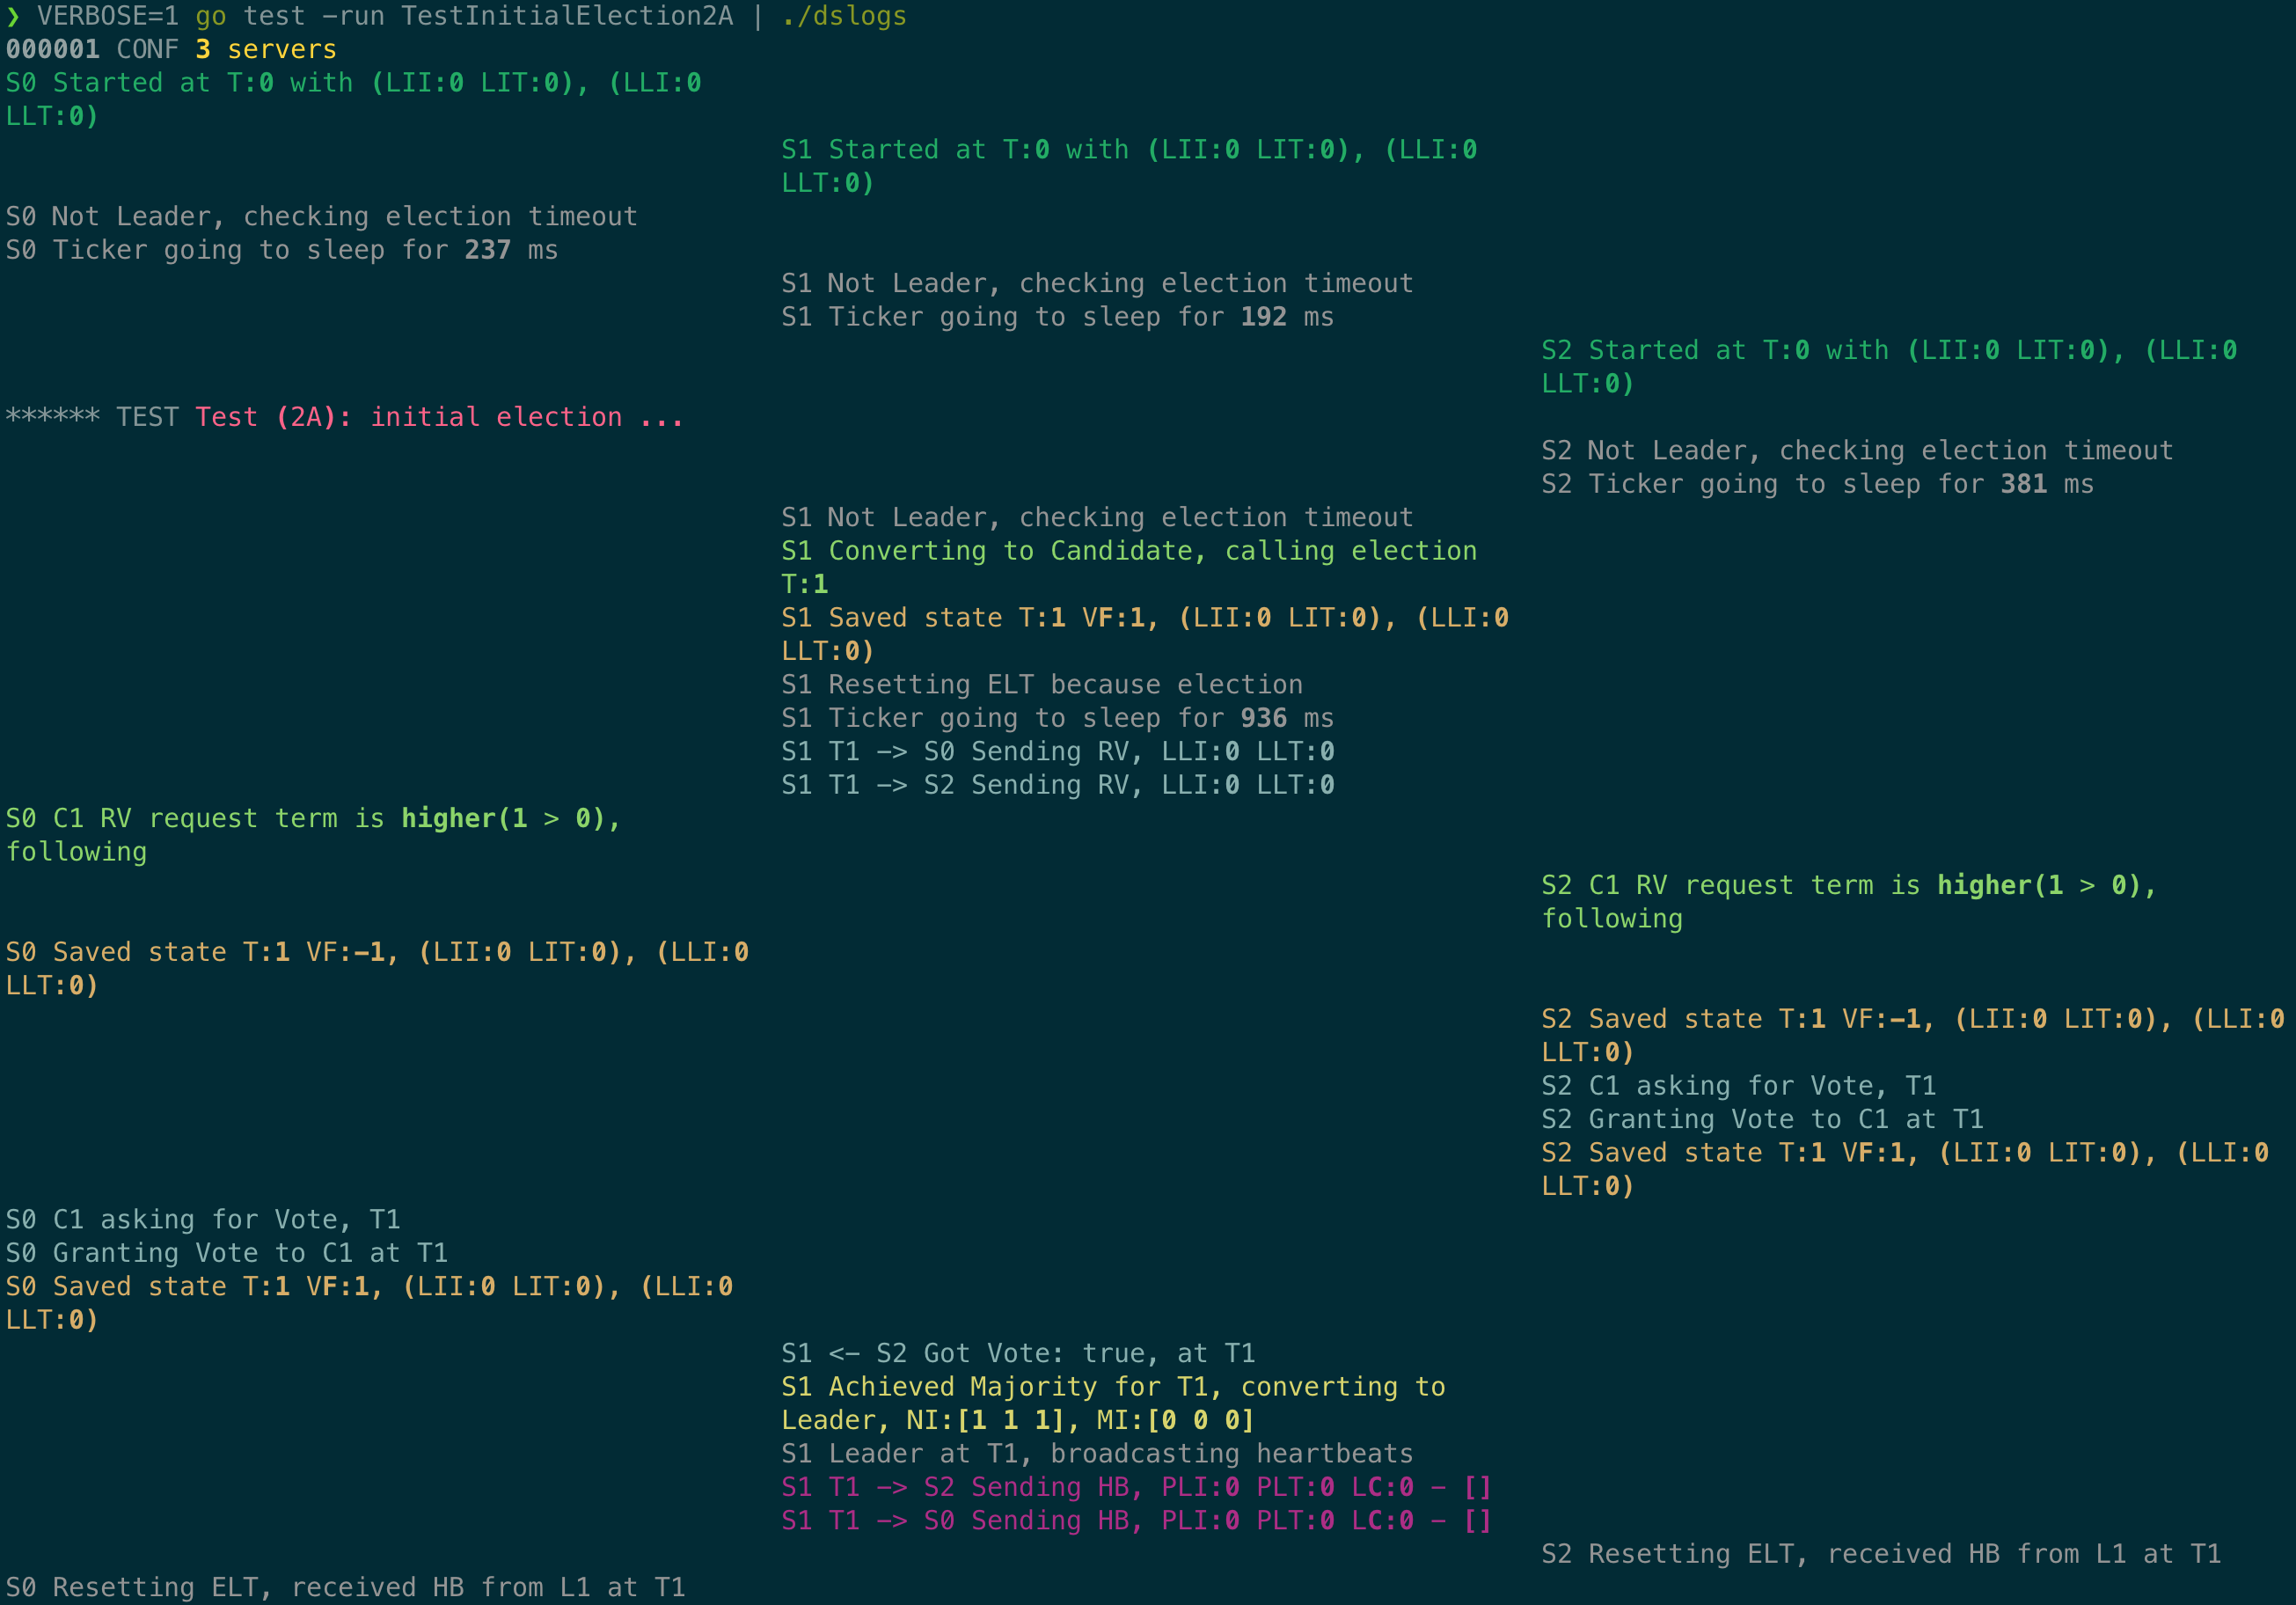 ❯ VERBOSE=1 go test -run TestInitialElection2A | ./dslogs
000001 CONF 3 servers
S0 Started at T:0 with (LII:0 LIT:0), (LLI:0
LLT:0)
S1 Started at T:0 with (LII:0 LIT:0), (LLI:0
LLT:0)
S0 Not Leader, checking election timeout
S0 Ticker going to sleep for 237 ms
S1 Not Leader, checking election timeout
S1 Ticker going to sleep for 192 ms
S2 Started at T:0 with (LII:0 LIT:0), (LLI:0
LLT:0)
****** TEST Test (2A): initial election ...
S2 Not Leader, checking election timeout
S2 Ticker going to sleep for 381 ms
S1 Not Leader, checking election timeout
S1 Converting to Candidate, calling election
T:1
S1 Saved state T:1 VF:1, (LII:0 LIT:0), (LLI:0
LLT:0)
S1 Resetting ELT because election
S1 Ticker going to sleep for 936 ms
S1 T1 -> S0 Sending RV, LLI:0 LLT:0
S1 T1 -> S2 Sending RV, LLI:0 LLT:0
S0 C1 RV request term is higher(1 > 0),
following
S2 C1 RV request term is higher(1 > 0),
following
S0 Saved state T:1 VF:-1, (LII:0 LIT:0), (LLI:0
LLT:0)
S2 Saved state T:1 VF:-1, (LII:0 LIT:0), (LLI:0
LLT:0)
S2 C1 asking for Vote, T1
S2 Granting Vote to C1 at T1
S2 Saved state T:1 VF:1, (LII:0 LIT:0), (LLI:0
LLT:0)
S0 C1 asking for Vote, T1
S0 Granting Vote to C1 at T1
S0 Saved state T:1 VF:1, (LII:0 LIT:0), (LLI:0
LLT:0)
S1 <- S2 Got Vote: true, at T1
S1 Achieved Majority for T1, converting to
Leader, NI:[1 1 1], MI:[0 0 0]
S1 Leader at T1, broadcasting heartbeats
S1 T1 -> S2 Sending HB, PLI:0 PLT:0 LC:0 - []
S1 T1 -> S0 Sending HB, PLI:0 PLT:0 LC:0 - []
S2 Resetting ELT, received HB from L1 at T1
S0 Resetting ELT, received HB from L1 at T1